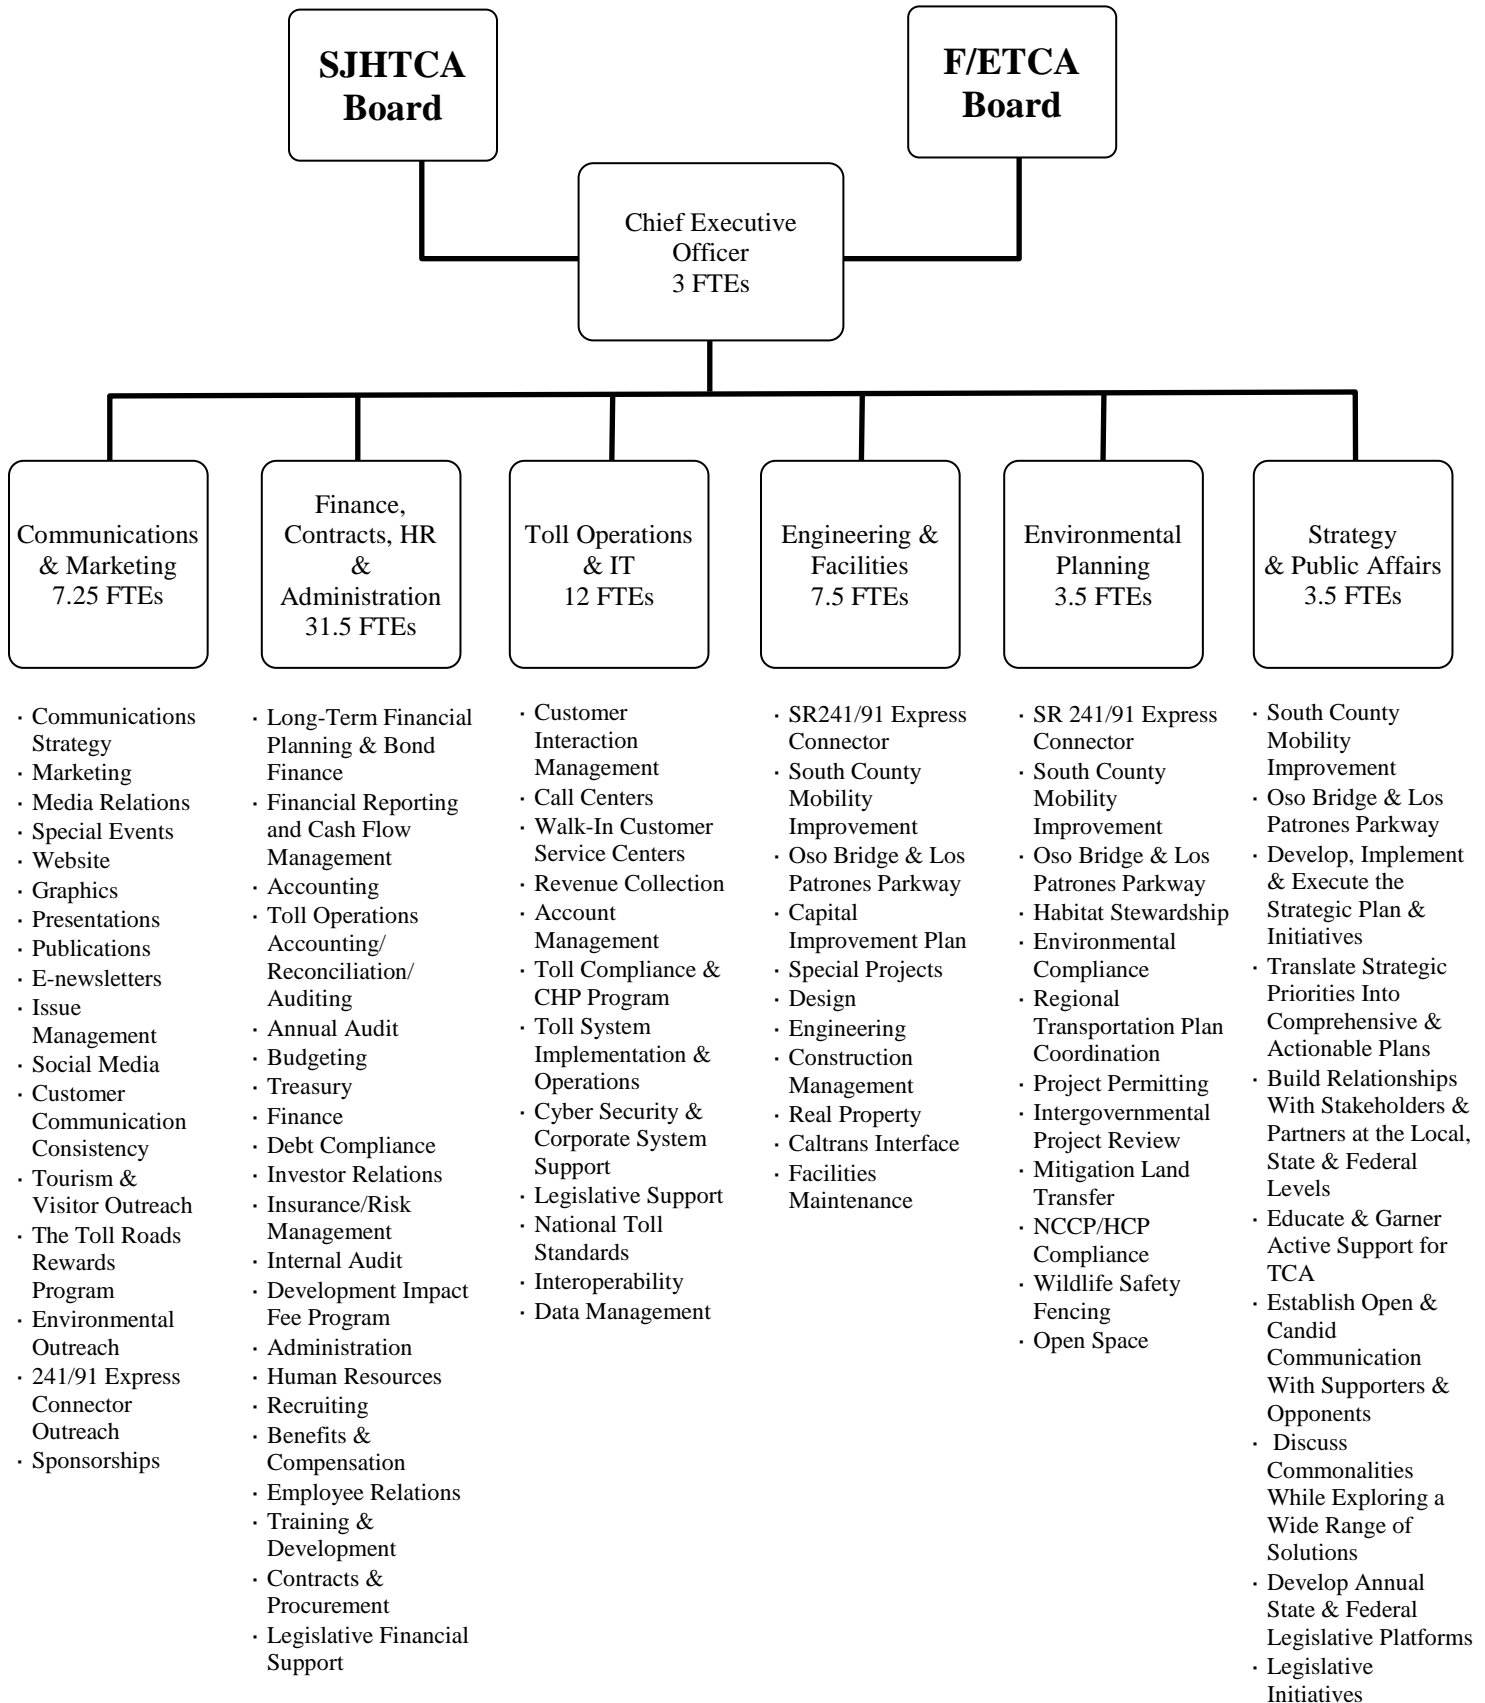 SJHTCA
Board
F/ETCA
Board
Chief Executive
Officer
3 FTEs
Communications
& Marketing
7.25 FTEs
Finance,
Contracts, HR
&
Administration
31.5 FTEs
Toll Operations
& IT
12 FTEs
Engineering &
Facilities
7.5 FTEs
Environmental
Planning
3.5 FTEs
Strategy
& Public Affairs
3.5 FTEs
· Communications
Strategy
· Marketing
· Media Relations
· Special Events
· Website
· Graphics
· Presentations
· Publications
· E-newsletters
· Issue
Management
· Social Media
· Customer
Communication
Consistency
· Tourism &
Visitor Outreach
· The Toll Roads
Rewards
Program
· Environmental
Outreach
· 241/91 Express
Connector
Outreach
· Sponsorships
· Long-Term Financial
Planning & Bond
Finance
· Financial Reporting
and Cash Flow
Management
· Accounting
· Toll Operations
Accounting/
Reconciliation/
Auditing
· Annual Audit
· Budgeting
· Treasury
· Finance
· Debt Compliance
· Investor Relations
· Insurance/Risk
Management
· Internal Audit
· Development Impact
Fee Program
· Administration
· Human Resources
· Recruiting
· Benefits &
Compensation
· Employee Relations
· Training &
Development
· Contracts &
Procurement
· Legislative Financial
Support
· Customer
Interaction
Management
· Call Centers
· Walk-In Customer
Service Centers
· Revenue Collection
· Account
Management
· Toll Compliance &
CHP Program
· Toll System
Implementation &
Operations
· Cyber Security &
Corporate System
Support
· Legislative Support
· National Toll
Standards
· Interoperability
· Data Management
· SR241/91 Express
Connector
· South County
Mobility
Improvement
· Oso Bridge & Los
Patrones Parkway
· Capital
Improvement Plan
· Special Projects
· Design
· Engineering
· Construction
Management
· Real Property
· Caltrans Interface
· Facilities
Maintenance
· SR 241/91 Express
Connector
· South County
Mobility
Improvement
· Oso Bridge & Los
Patrones Parkway
· Habitat Stewardship
· Environmental
Compliance
· Regional
Transportation Plan
Coordination
· Project Permitting
· Intergovernmental
Project Review
· Mitigation Land
Transfer
· NCCP/HCP
Compliance
· Wildlife Safety
Fencing
· Open Space
· South County
Mobility
Improvement
· Oso Bridge & Los
Patrones Parkway
· Develop, Implement
& Execute the
Strategic Plan &
Initiatives
· Translate Strategic
Priorities Into
Comprehensive &
Actionable Plans
· Build Relationships
With Stakeholders &
Partners at the Local,
State & Federal
Levels
· Educate & Garner
Active Support for
TCA
· Establish Open &
Candid
Communication
With Supporters &
Opponents
· Discuss
Commonalities
While Exploring a
Wide Range of
Solutions
· Develop Annual
State & Federal
Legislative Platforms
· Legislative
Initiatives